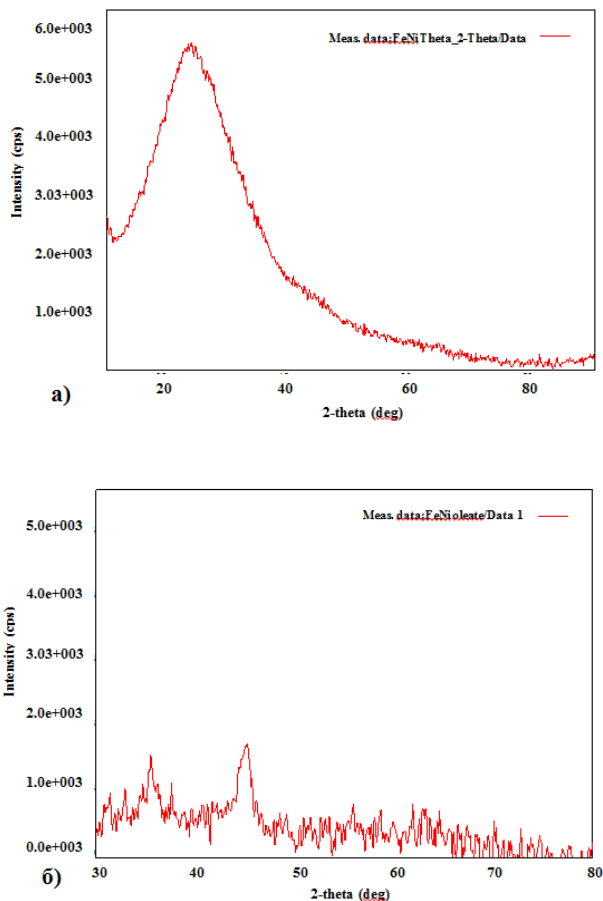 6.0e+003
Meas. data:FeNiTheta_2-Theta/Data
5.0e+003
4.0e+003
3.03+003
2.0e+003
1.0e+003
Intensity (cps)
20 40 60 80
а)
2-theta (deg)
Meas. data:FeNioleate/Data 1
5.0e+003
4.0e+003
3.03+003
2.0e+003
1.0e+003
0.0e+003
Intensity (cps)
30 40 50 60 70 80
б)
2-theta (deg)